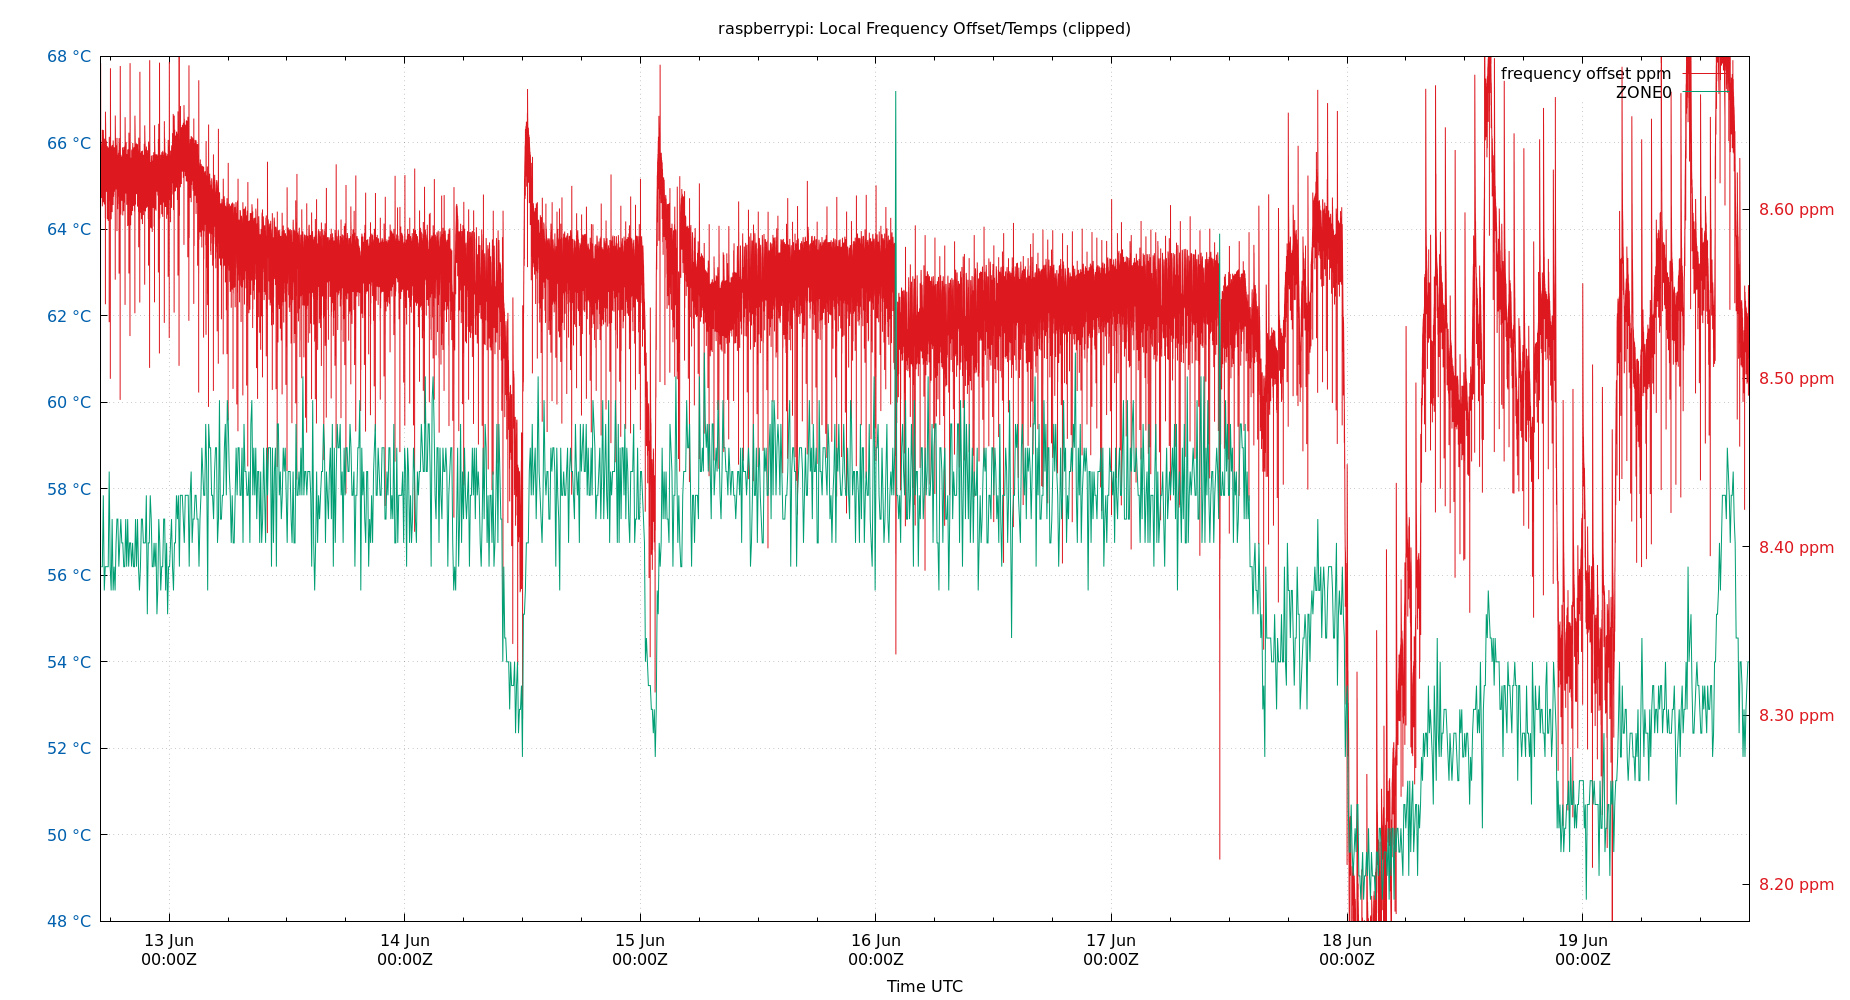 raspberrypi: Local Frequency Offset/Temps (clipped)
frequency offset ppm
ZONE0
68 °C
66 °C
64 °C
62 °C
60 °C
58 °C
56 °C
54 °C
52 °C
50 °C
48 °C
8.60 ppm
8.50 ppm
8.40 ppm
8.30 ppm
8.20 ppm
13 Jun 14 Jun 15 Jun 16 Jun 17 Jun 18 Jun 19 Jun
00:00Z 00:00Z 00:00Z 00:00Z 00:00Z 00:00Z 00:00Z
Time UTC